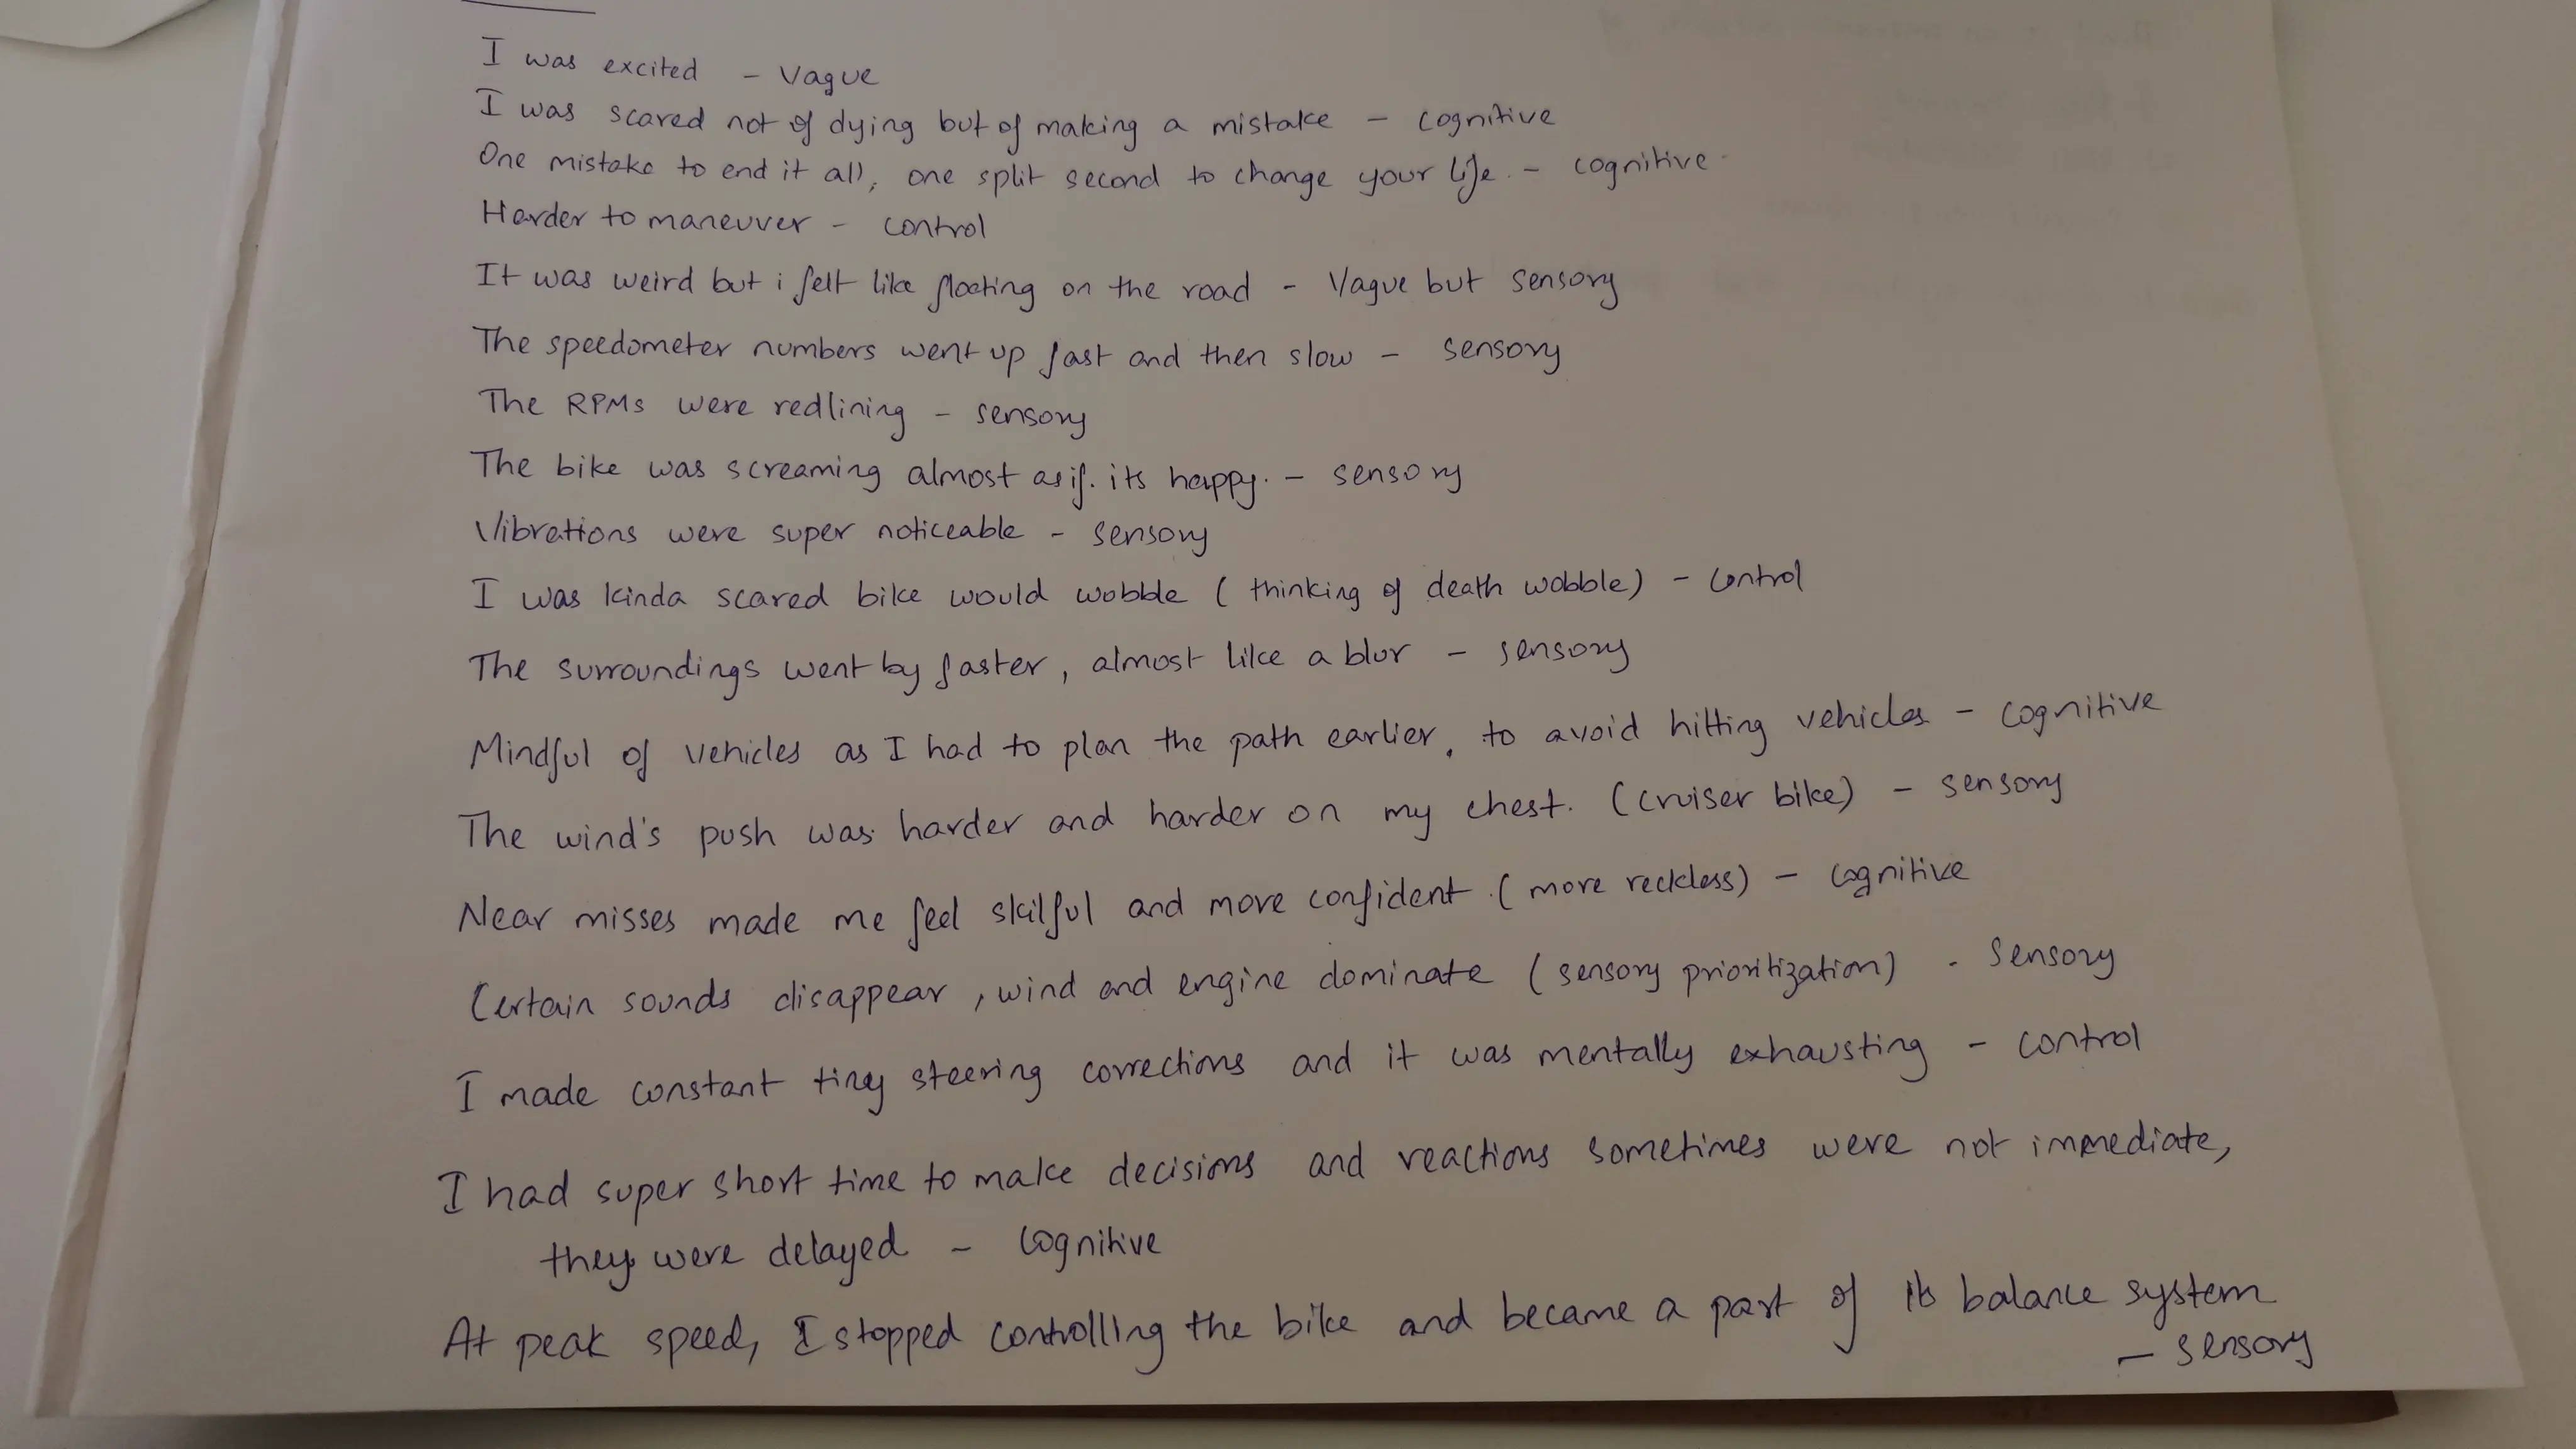 I was excited - Vague
I was scared not of dying but of making a mistake - cognitive
One mistake to end it all, one split second to change your life. - cognitive.
Harder to maneuver - control
It was weird but i felt like floating on the road - Vague but sensory
The speedometer numbers went up fast and then slow - sensory
The RPMs were redlining - sensory
The bike was screaming almost as if. its happy. - sensory
Vibrations were super noticeable - sensory
I was kinda scared bike would wobble ( thinking of death wobble) - control
The surroundings went by faster, almost like a blur - sensory
Mindful of vehicles as I had to plan the path earlier, to avoid hitting vehicles - cognitive
The wind's push was harder and harder on my chest. (cruiser bike) - sensory
Near misses made me feel skilful and more confident. ( more reckless) - cognitive
Certain sounds disappear, wind and engine dominate ( sensory prioritization) - sensory
I made constant tiny steering corrections and it was mentally exhausting - control
I had super short time to make decisions and reactions sometimes were not immediate,
they were delayed - cognitive
At peak speed, I stopped controlling the bike and became a part of its balance system
- sensory